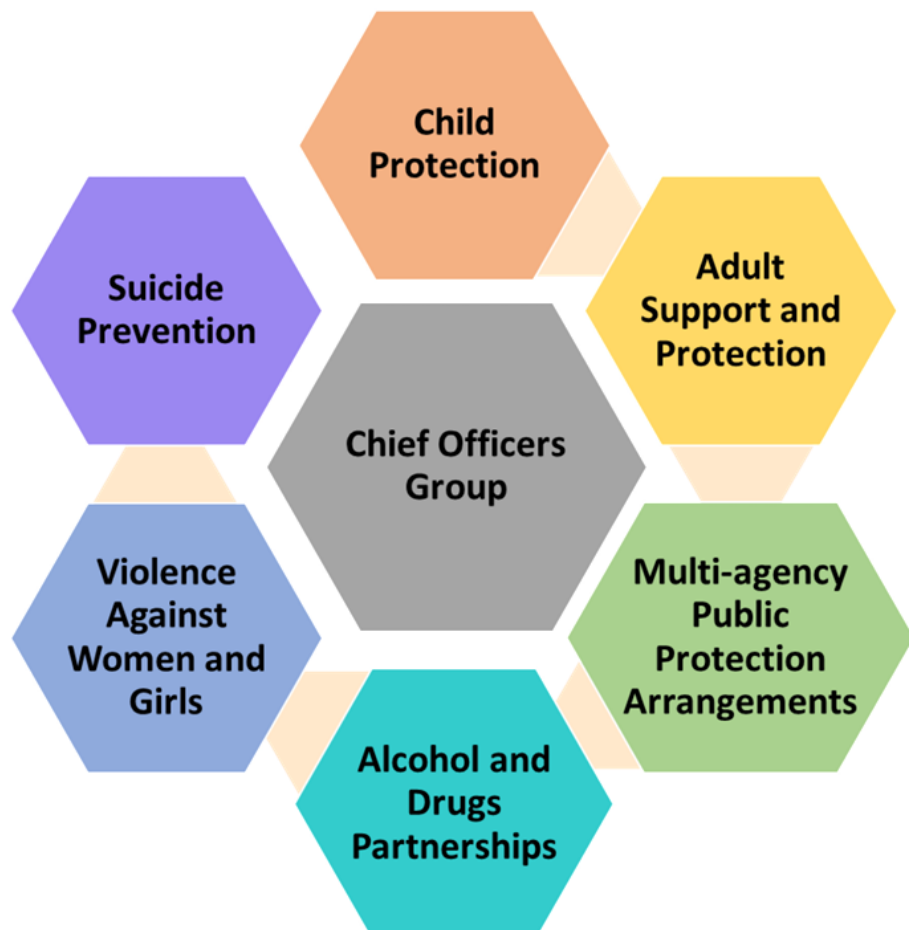 Child
Protection
Adult
Support and
Protection
Multi-agency
Public
Protection
Arrangements
Alcohol and
Drugs
Partnerships
Violence
Against
Women and
Girls
Suicide
Prevention
Chief Officers
Group